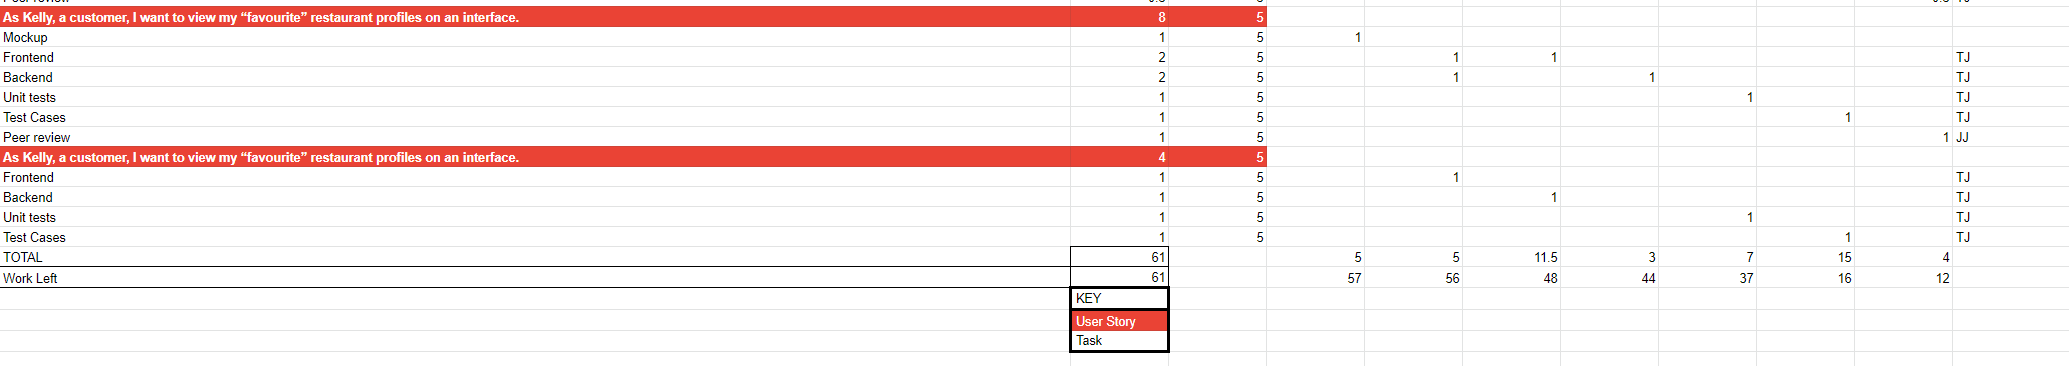 As Kelly, a customer, I want to view my “favourite” restaurant profiles on an interface. 8 5
Mockup 1 5 1
Frontend 2 5 1 1 TJ
Backend 2 5 1 1 TJ
Unit tests 1 5 1 TJ
Test Cases 1 5 1 TJ
Peer review 1 5 1 JJ
As Kelly, a customer, I want to view my “favourite” restaurant profiles on an interface. 4 5
Frontend 1 5 1 TJ
Backend 1 5 1 TJ
Unit tests 1 5 1 TJ
Test Cases 1 5 1 TJ
TOTAL 61 5 5 11.5 3 7 15 4
Work Left 61 57 56 48 44 37 16 12
KEY
User Story
Task